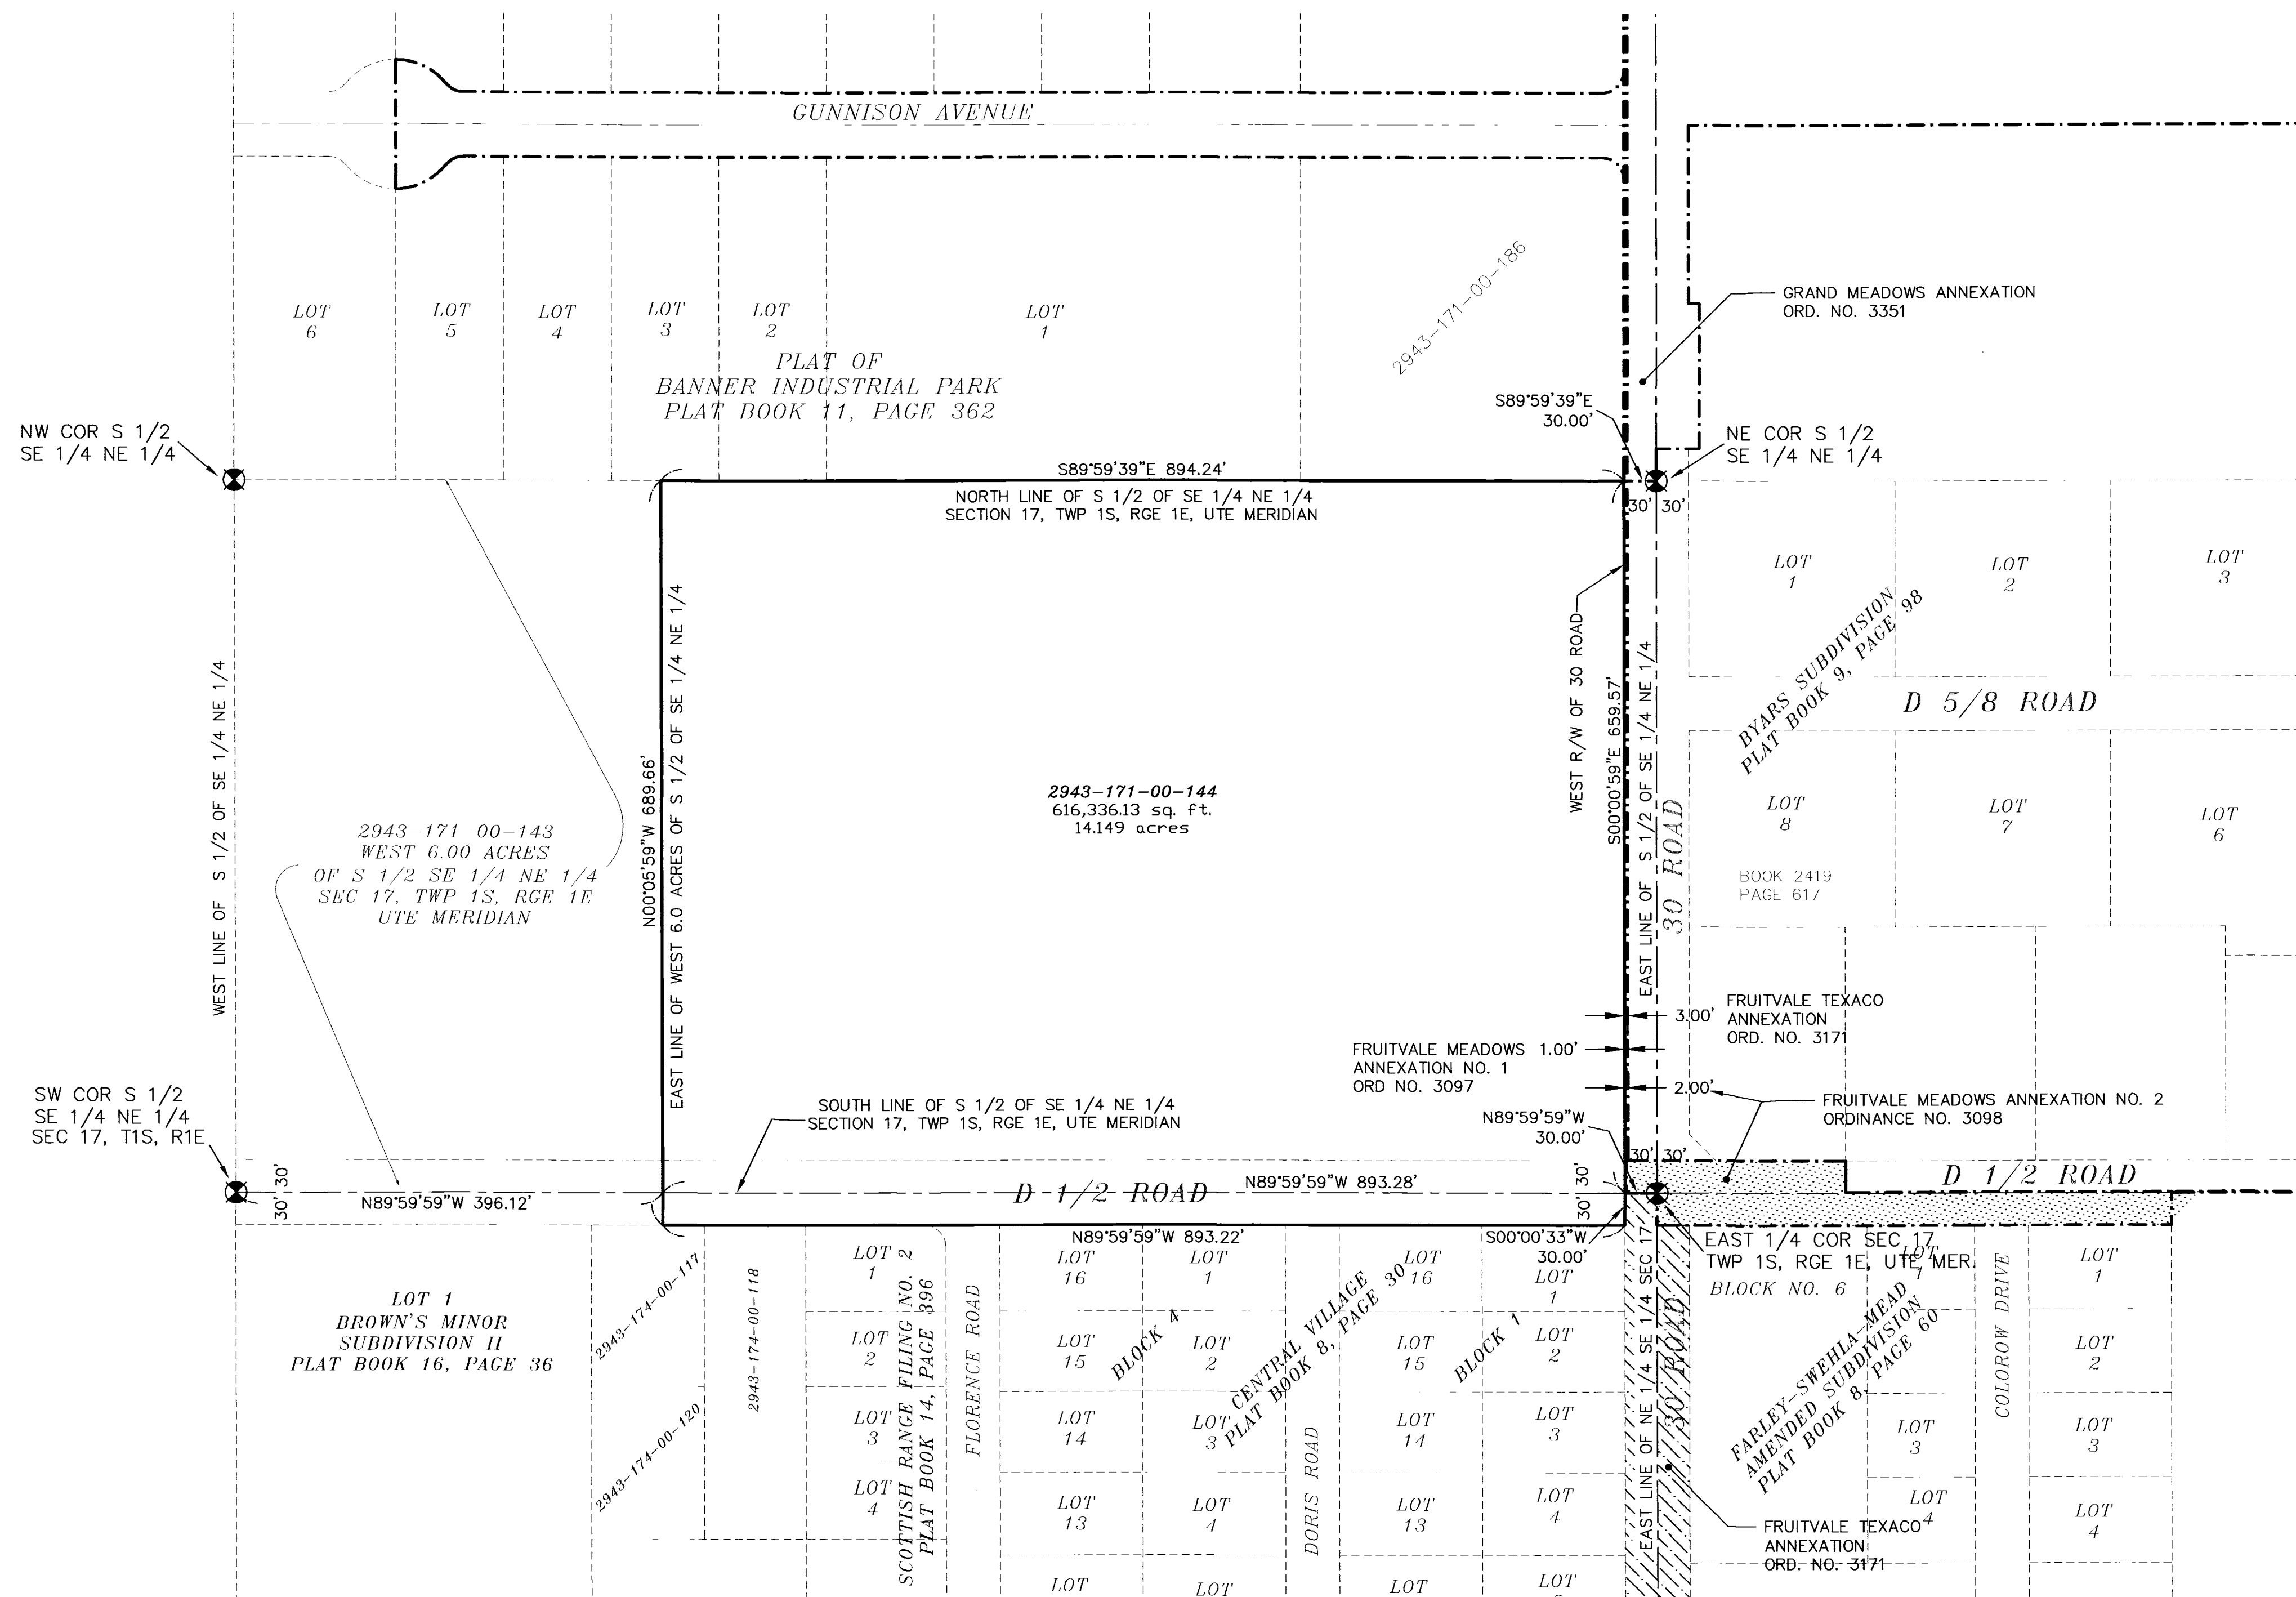 GUNNISON AVENUE
LOT
6
LOT
5
LOT
4
LOT
3
LOT
2
LOT
1
PLAT OF
BANNER INDUSTRIAL PARK
PLAT BOOK 11, PAGE 362
2943-171-00-186
GRAND MEADOWS ANNEXATION
ORD. NO. 3351
S89°59'39"E
30.00'
NE COR S 1/2
SE 1/4 NE 1/4
NW COR S 1/2
SE 1/4 NE 1/4
S89°59'39"E 894.24'
NORTH LINE OF S 1/2 OF SE 1/4 NE 1/4
SECTION 17, TWP 1S, RGE 1E, UTE MERIDIAN
30'
30'
LOT
1
LOT
2
LOT
3
BYARS SUBDIVISION
PLAT BOOK 9, PAGE 98
D 5/8 ROAD
LOT
8
LOT
7
LOT
6
BOOK 2419
PAGE 617
30 ROAD
WEST LINE OF S 1/2 OF SE 1/4 NE 1/4
2943-171-00-143
WEST 6.00 ACRES
OF S 1/2 SE 1/4 NE 1/4
SEC 17, TWP 1S, RGE 1E
UTE MERIDIAN
N00°05'59"W 689.66'
EAST LINE OF WEST 6.0 ACRES OF S 1/2 OF SE 1/4 NE 1/4
2943-171-00-144
616,336.13 sq. ft.
14.149 acres
WEST R/W OF 30 ROAD
S00°00'59"E 659.57'
EAST LINE OF S 1/2 OF SE 1/4 NE 1/4
3.00'
FRUITVALE TEXACO
ANNEXATION
ORD. NO. 3171
FRUITVALE MEADOWS 1.00'
ANNEXATION NO. 1
ORD NO. 3097
2.00'
FRUITVALE MEADOWS ANNEXATION NO. 2
ORDINANCE NO. 3098
SW COR S 1/2
SE 1/4 NE 1/4
SEC 17, T1S, R1E
SOUTH LINE OF S 1/2 OF SE 1/4 NE 1/4
SECTION 17, TWP 1S, RGE 1E, UTE MERIDIAN
N89°59'59"W
30.00'
30'
30'
30'
30'
N89°59'59"W 396.12'
D 1/2 ROAD
N89°59'59"W 893.28'
30'
30'
D 1/2 ROAD
N89°59'59"W 893.22'
S00°00'33"W
30.00'
EAST 1/4 COR SEC 17
TWP 1S, RGE 1E, UTE MER.
LOT 1
BROWN'S MINOR
SUBDIVISION II
PLAT BOOK 16, PAGE 36
2943-174-00-117
2943-174-00-120
2943-174-00-118
LOT
1
LOT
2
LOT
3
LOT
4
SCOTTISH RANGE FILING NO. 2
PLAT BOOK 14, PAGE 396
FLORENCE ROAD
LOT
16
LOT
15
LOT
14
LOT
13
LOT
BLOCK 4
LOT
1
LOT
2
LOT
3
LOT
4
LOT
CENTRAL VILLAGE
PLAT BOOK 8, PAGE 30
DORIS ROAD
LOT
16
LOT
15
LOT
14
LOT
13
LOT
BLOCK 1
LOT
1
LOT
2
LOT
3
LOT
4
LOT
EAST LINE OF NE 1/4 SE 1/4 SEC 17
30 ROAD
BLOCK NO. 6
FARLEY-SWEHLA-MEAD
AMENDED SUBDIVISION
PLAT BOOK 8, PAGE 60
LOT
1
LOT
3
LOT
4
FRUITVALE TEXACO
ANNEXATION
ORD. NO. 3171
COLOROW DRIVE
LOT
1
LOT
2
LOT
3
LOT
4